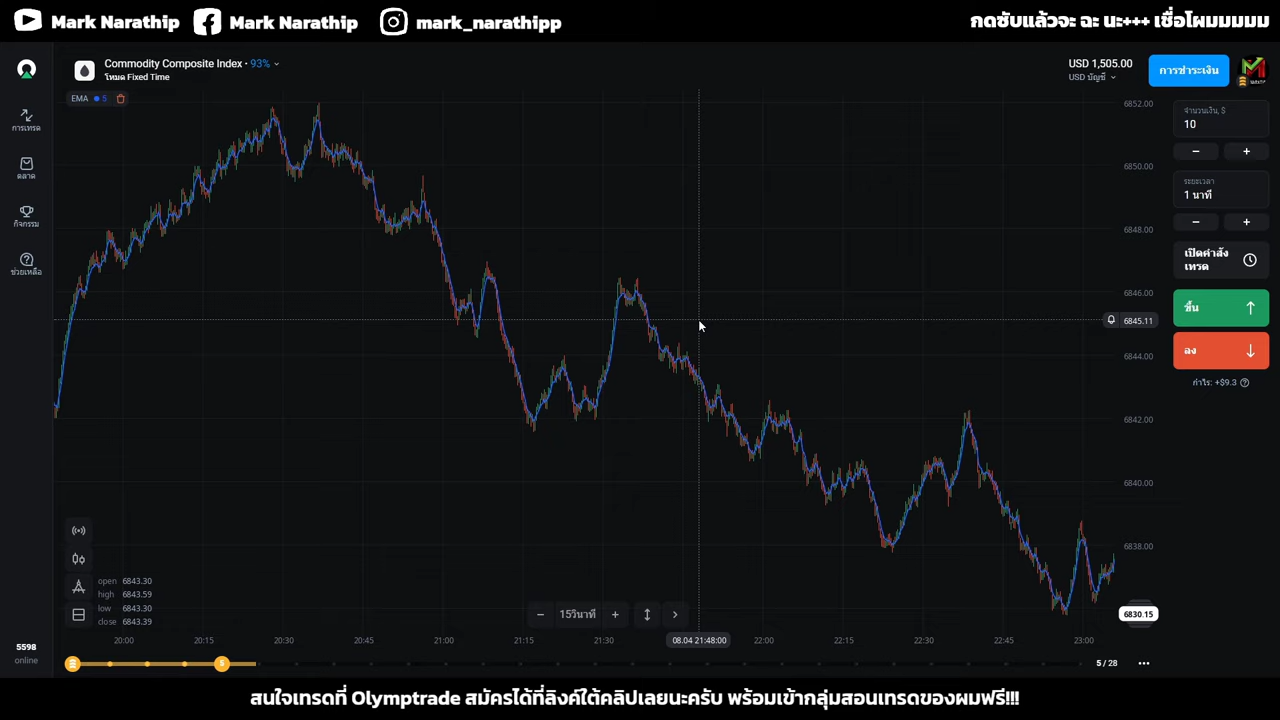 Mark Narathip Mark Narathip mark_narathipp กดซับแล้วจะ ฉะ นะ+++ เชื่อโผมมมมม
Commodity Composite Index · 93%
โหมด Fixed Time
USD 1,505.00
USD บัญชี
การชำระเงิน
EMA 5
การเทรด
ตลาด
กิจกรรม
ช่วยเหลือ
6852.00
6850.00
6848.00
6846.00
6845.11
6844.00
6842.00
6840.00
6838.00
6830.15
จำนวนเงิน, $
10
− +
ระยะเวลา
1 นาที
− +
เปิดคำสั่ง
เทรด
ขึ้น
ลง
กำไร: +$9.3
open 6843.30
high 6843.59
low 6843.30
close 6843.39
− 15วินาที +
20:00 20:15 20:30 20:45 21:00 21:15 21:30 08.04 21:48:00 22:00 22:15 22:30 22:45 23:00
5598
online
5
5 / 28
สนใจเทรดที่ Olymptrade สมัครได้ที่ลิงค์ใต้คลิปเลยนะครับ พร้อมเข้ากลุ่มสอนเทรดของผมฟรี!!!